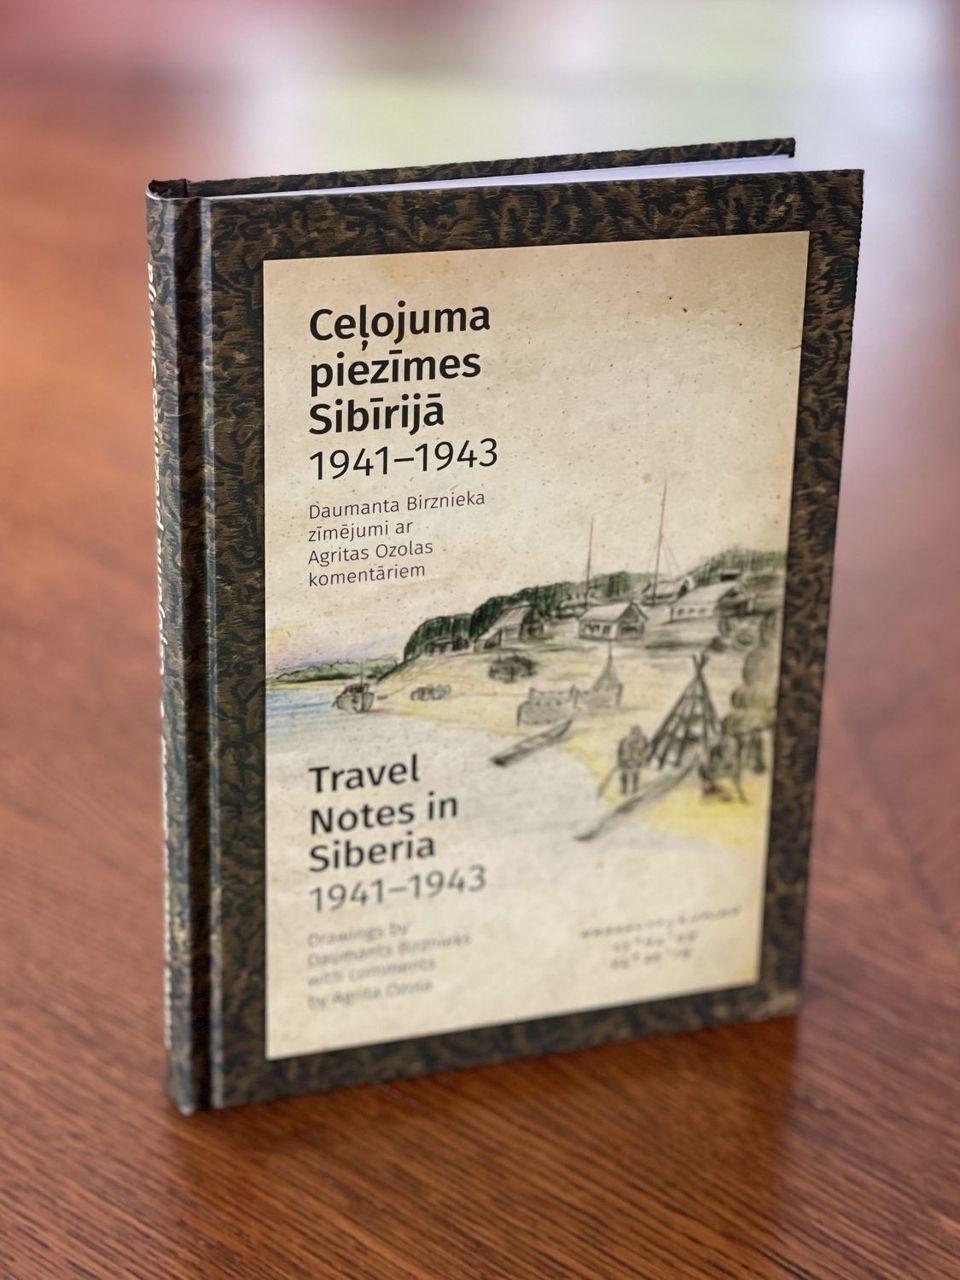 Ceļojuma
piezīmes
Sibīrijā
1941–1943
Daumanta Birznieka
zīmējumi ar
Agritas Ozolas
komentāriem
Travel
Notes in
Siberia
1941–1943
Drawings by
Daumants Birznieks
with comments
by Agrita Ozola